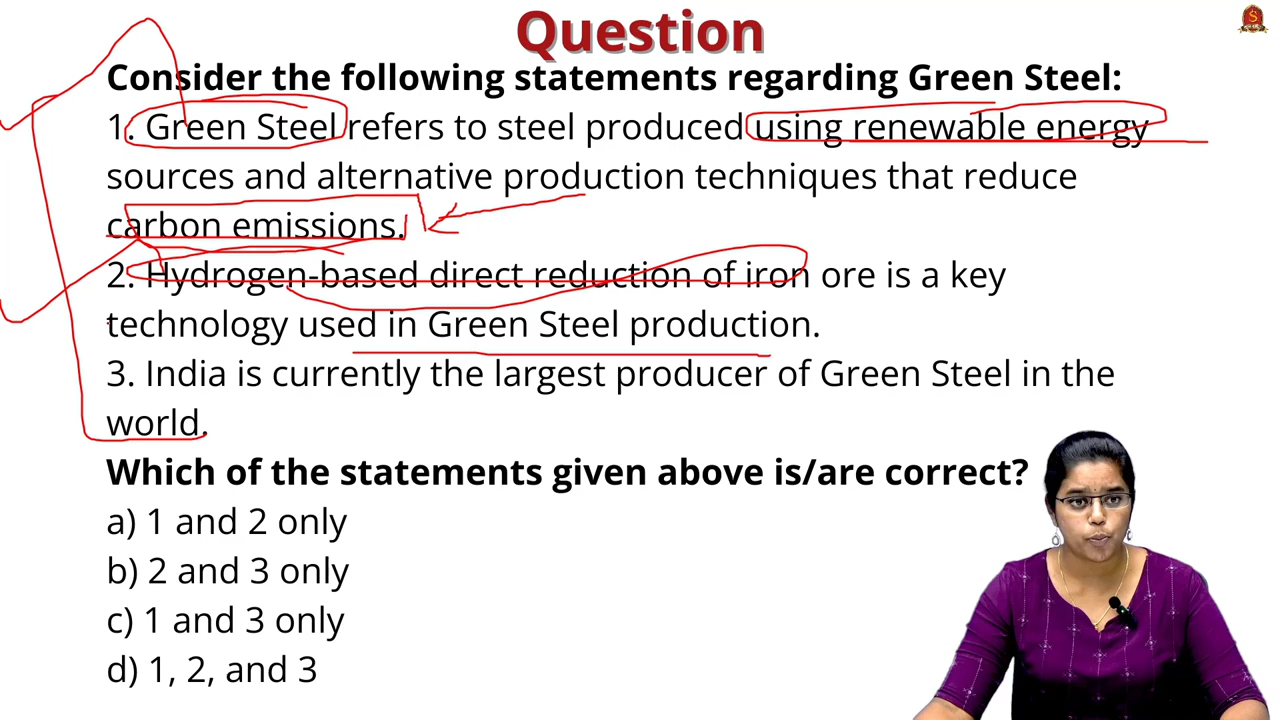 Question
Consider the following statements regarding Green Steel:
1. Green Steel refers to steel produced using renewable energy
sources and alternative production techniques that reduce
carbon emissions.
2. Hydrogen-based direct reduction of iron ore is a key
technology used in Green Steel production.
3. India is currently the largest producer of Green Steel in the
world.
Which of the statements given above is/are correct?
a) 1 and 2 only
b) 2 and 3 only
c) 1 and 3 only
d) 1, 2, and 3